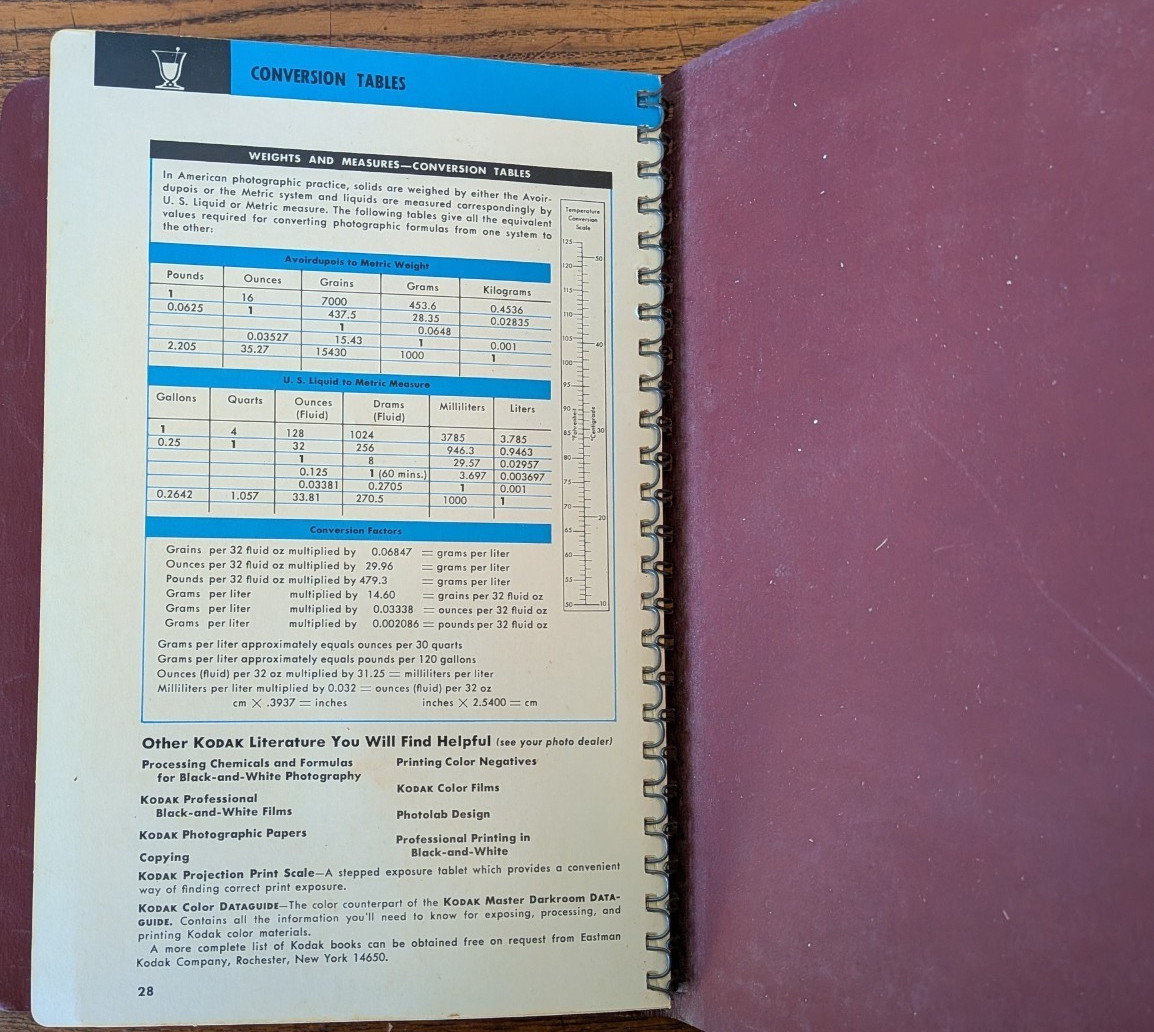 CONVERSION TABLES
WEIGHTS AND MEASURES—CONVERSION TABLES
In American photographic practice, solids are weighed by either the Avoir-
dupois or the Metric system and liquids are measured correspondingly by
U. S. Liquid or Metric measure. The following tables give all the equivalent
values required for converting photographic formulas from one system to
the other:
Avoirdupois to Metric Weight
Pounds Ounces Grains Grams Kilograms
1 16 7000 453.6 0.4536
0.0625 1 437.5 28.35 0.02835
1 0.0648
0.03527 15.43 1 0.001
2.205 35.27 15430 1000 1
U. S. Liquid to Metric Measure
Gallons Quarts Ounces (Fluid) Drams (Fluid) Milliliters Liters
1 4 128 1024 3785 3.785
0.25 1 32 256 946.3 0.9463
1 8 29.57 0.02957
0.125 1 (60 mins.) 3.697 0.003697
0.03381 0.2705 1 0.001
0.2642 1.057 33.81 270.5 1000 1
Conversion Factors
Grains per 32 fluid oz multiplied by 0.06847 = grams per liter
Ounces per 32 fluid oz multiplied by 29.96 = grams per liter
Pounds per 32 fluid oz multiplied by 479.3 = grams per liter
Grams per liter multiplied by 14.60 = grains per 32 fluid oz
Grams per liter multiplied by 0.03338 = ounces per 32 fluid oz
Grams per liter multiplied by 0.002086 = pounds per 32 fluid oz
Grams per liter approximately equals ounces per 30 quarts
Grams per liter approximately equals pounds per 120 gallons
Ounces (fluid) per 32 oz multiplied by 31.25 = milliliters per liter
Milliliters per liter multiplied by 0.032 = ounces (fluid) per 32 oz
cm × .3937 = inches inches × 2.5400 = cm
Temperature
Conversion
Scale
125
50
120
115
110
105
40
100
95
90
85
°Fahrenheit
°Centigrade
30
80
75
70
20
65
60
55
50
10
Other KODAK Literature You Will Find Helpful (see your photo dealer)
Processing Chemicals and Formulas
for Black-and-White Photography
KODAK Professional
Black-and-White Films
KODAK Photographic Papers
Copying
Printing Color Negatives
KODAK Color Films
Photolab Design
Professional Printing in
Black-and-White
KODAK Projection Print Scale—A stepped exposure tablet which provides a convenient
way of finding correct print exposure.
KODAK Color DATAGUIDE—The color counterpart of the KODAK Master Darkroom DATA-
GUIDE. Contains all the information you'll need to know for exposing, processing, and
printing Kodak color materials.
A more complete list of Kodak books can be obtained free on request from Eastman
Kodak Company, Rochester, New York 14650.
28